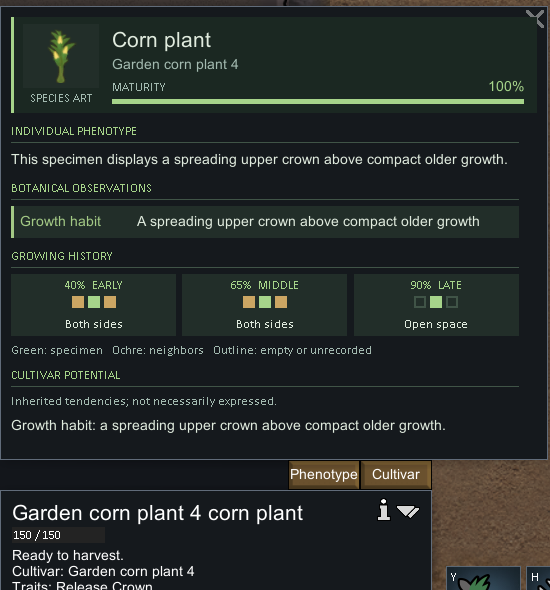 Corn plant
Garden corn plant 4
MATURITY 100%
SPECIES ART
INDIVIDUAL PHENOTYPE
This specimen displays a spreading upper crown above compact older growth.
BOTANICAL OBSERVATIONS
Growth habit A spreading upper crown above compact older growth
GROWING HISTORY
40% EARLY 65% MIDDLE 90% LATE
Both sides Both sides Open space
Green: specimen Ochre: neighbors Outline: empty or unrecorded
CULTIVAR POTENTIAL
Inherited tendencies; not necessarily expressed.
Growth habit: a spreading upper crown above compact older growth.
Phenotype Cultivar
Garden corn plant 4 corn plant
150 / 150
Ready to harvest.
Cultivar: Garden corn plant 4
Traits: Release Crown
Y H